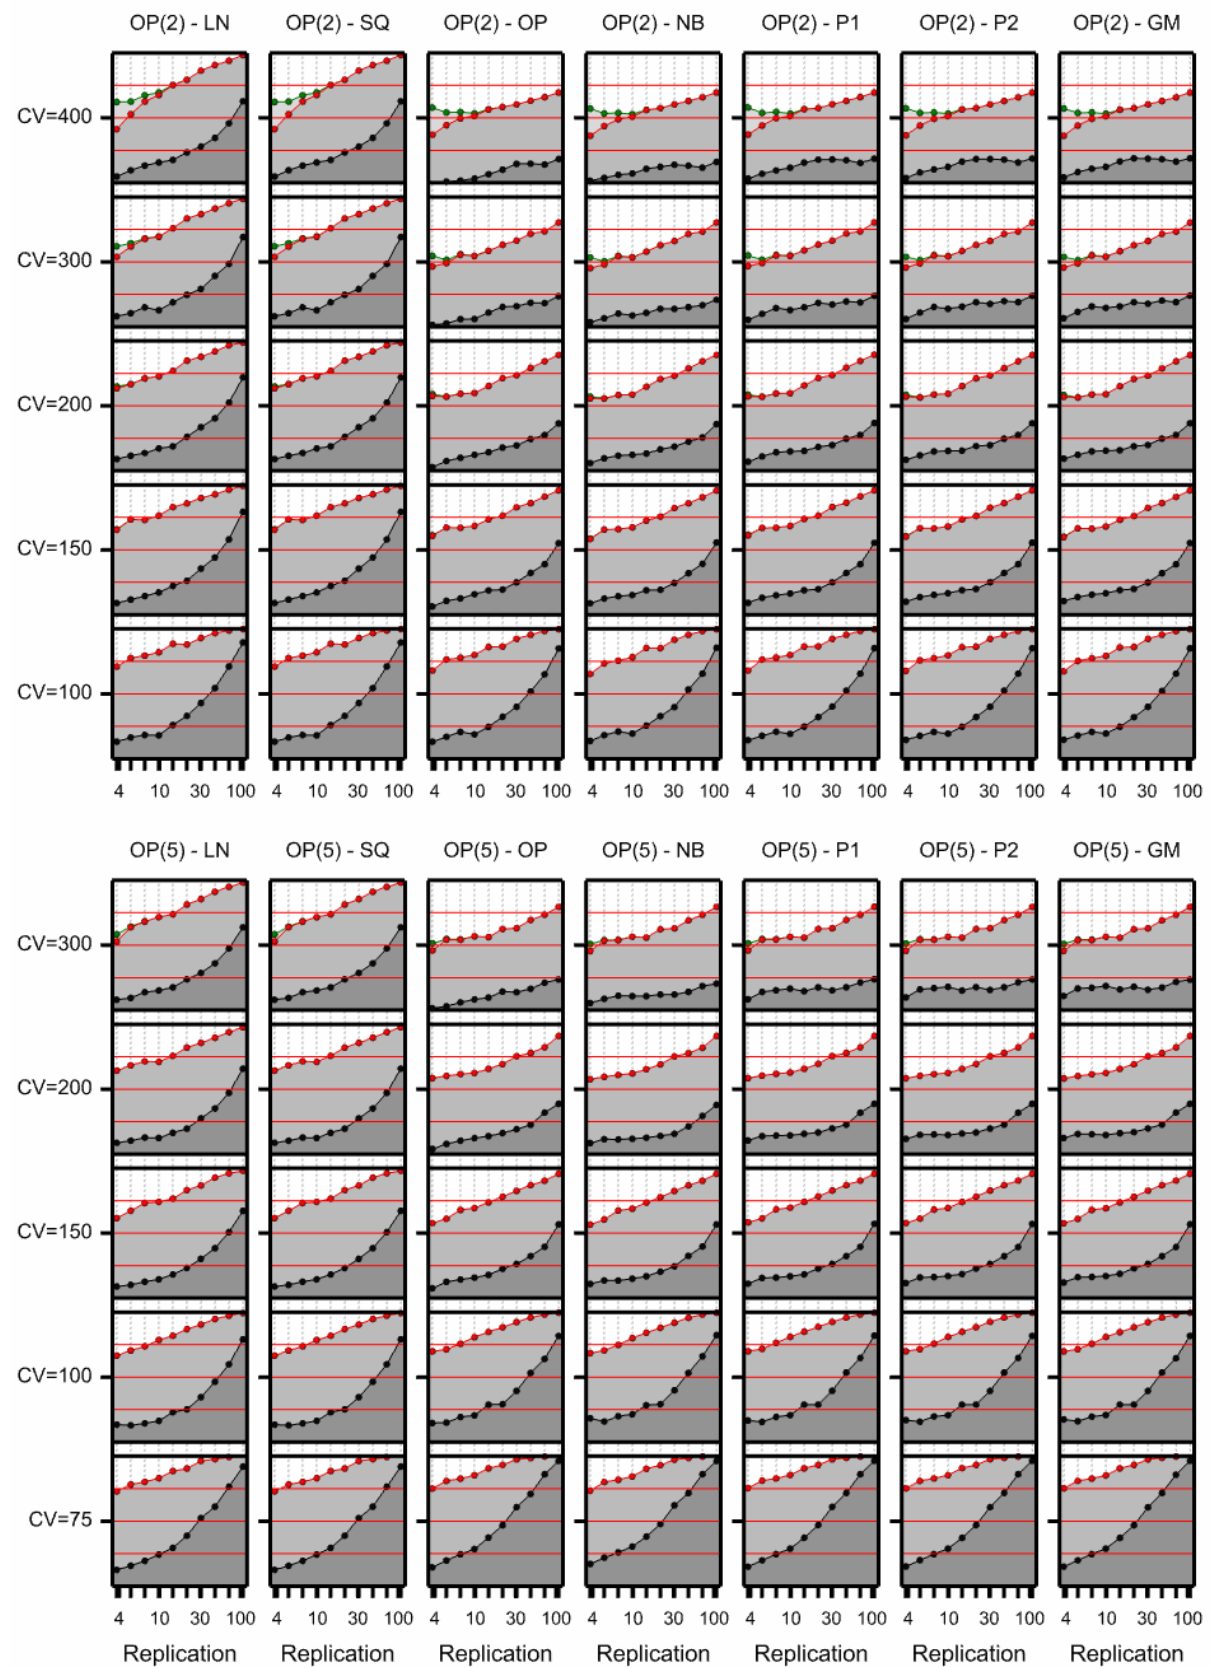 OP(2) - LN OP(2) - SQ OP(2) - OP OP(2) - NB OP(2) - P1 OP(2) - P2 OP(2) - GM
CV=400
CV=300
CV=200
CV=150
CV=100
4 10 30 100 4 10 30 100 4 10 30 100 4 10 30 100 4 10 30 100 4 10 30 100 4 10 30 100
OP(5) - LN OP(5) - SQ OP(5) - OP OP(5) - NB OP(5) - P1 OP(5) - P2 OP(5) - GM
CV=300
CV=200
CV=150
CV=100
CV=75
4 10 30 100 4 10 30 100 4 10 30 100 4 10 30 100 4 10 30 100 4 10 30 100 4 10 30 100
Replication Replication Replication Replication Replication Replication Replication